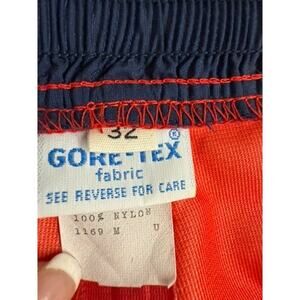 32
GORE-TEX ®
fabric
SEE REVERSE FOR CARE
100% NYLON
1169 M U